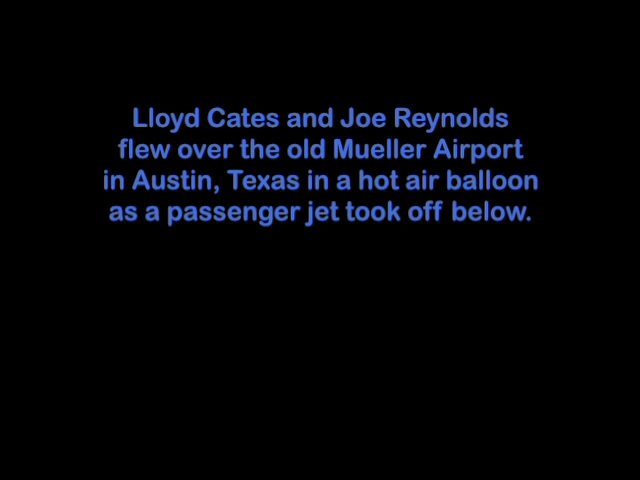 Lloyd Cates and Joe Reynolds
flew over the old Mueller Airport
in Austin, Texas in a hot air balloon
as a passenger jet took off below.